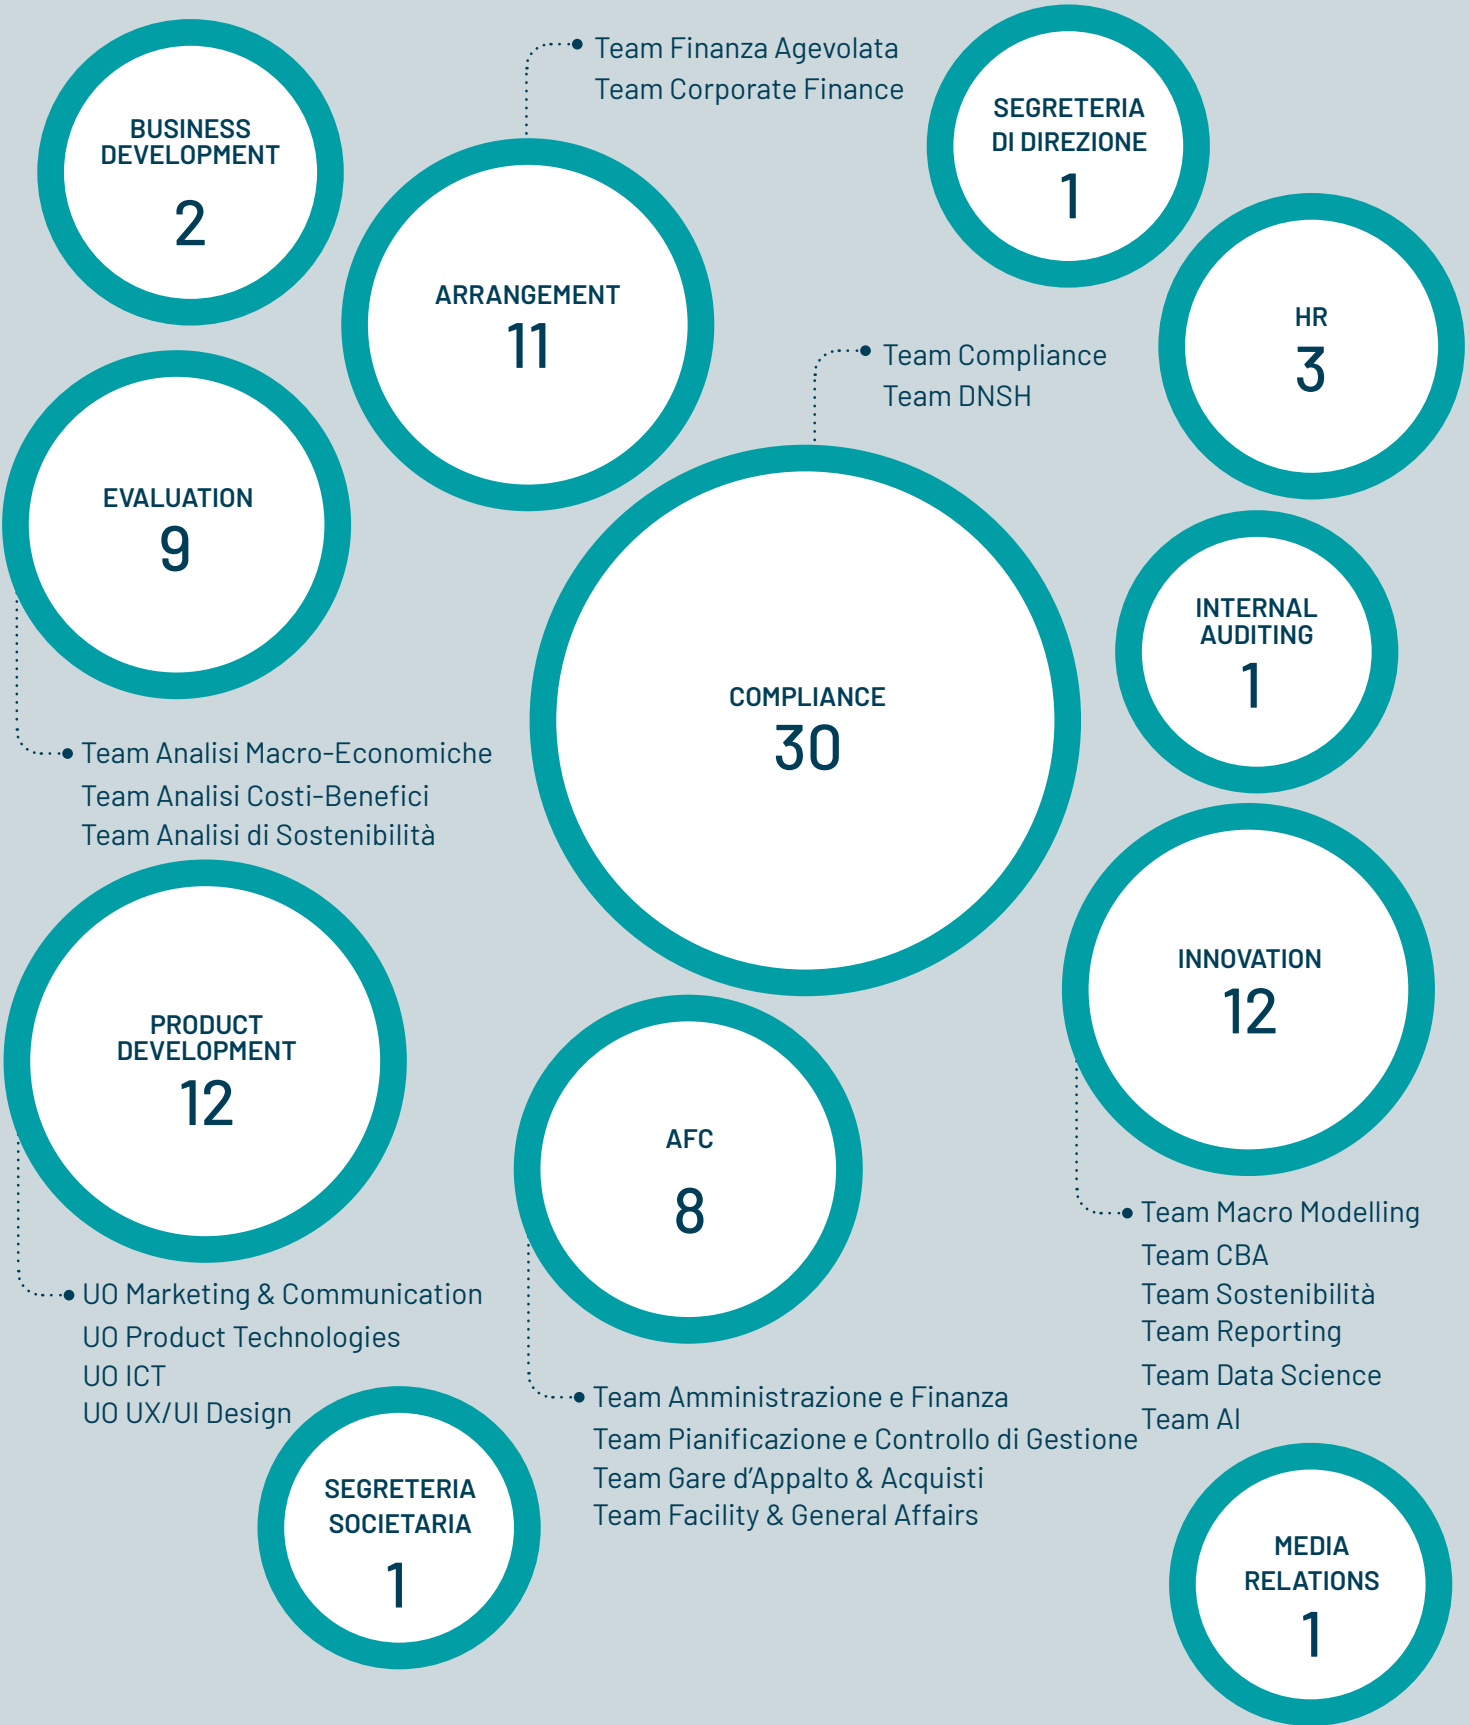 BUSINESS
DEVELOPMENT
2
Team Finanza Agevolata
Team Corporate Finance
ARRANGEMENT
11
SEGRETERIA
DI DIREZIONE
1
HR
3
EVALUATION
9
Team Analisi Macro-Economiche
Team Analisi Costi-Benefici
Team Analisi di Sostenibilità
Team Compliance
Team DNSH
COMPLIANCE
30
INTERNAL
AUDITING
1
PRODUCT
DEVELOPMENT
12
UO Marketing & Communication
UO Product Technologies
UO ICT
UO UX/UI Design
AFC
8
Team Amministrazione e Finanza
Team Pianificazione e Controllo di Gestione
Team Gare d’Appalto & Acquisti
Team Facility & General Affairs
INNOVATION
12
Team Macro Modelling
Team CBA
Team Sostenibilità
Team Reporting
Team Data Science
Team AI
SEGRETERIA
SOCIETARIA
1
MEDIA
RELATIONS
1